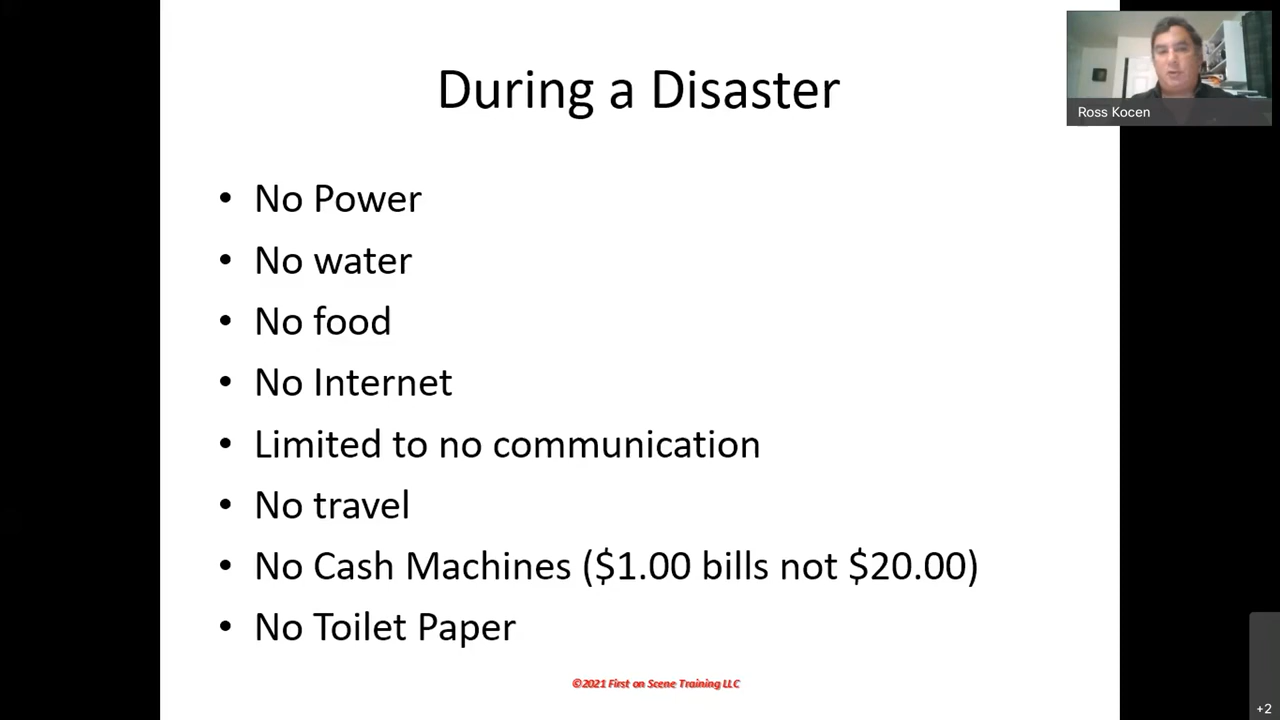 During a Disaster
Ross Kocen
• No Power
• No water
• No food
• No Internet
• Limited to no communication
• No travel
• No Cash Machines ($1.00 bills not $20.00)
• No Toilet Paper
©2021 First on Scene Training LLC
+2